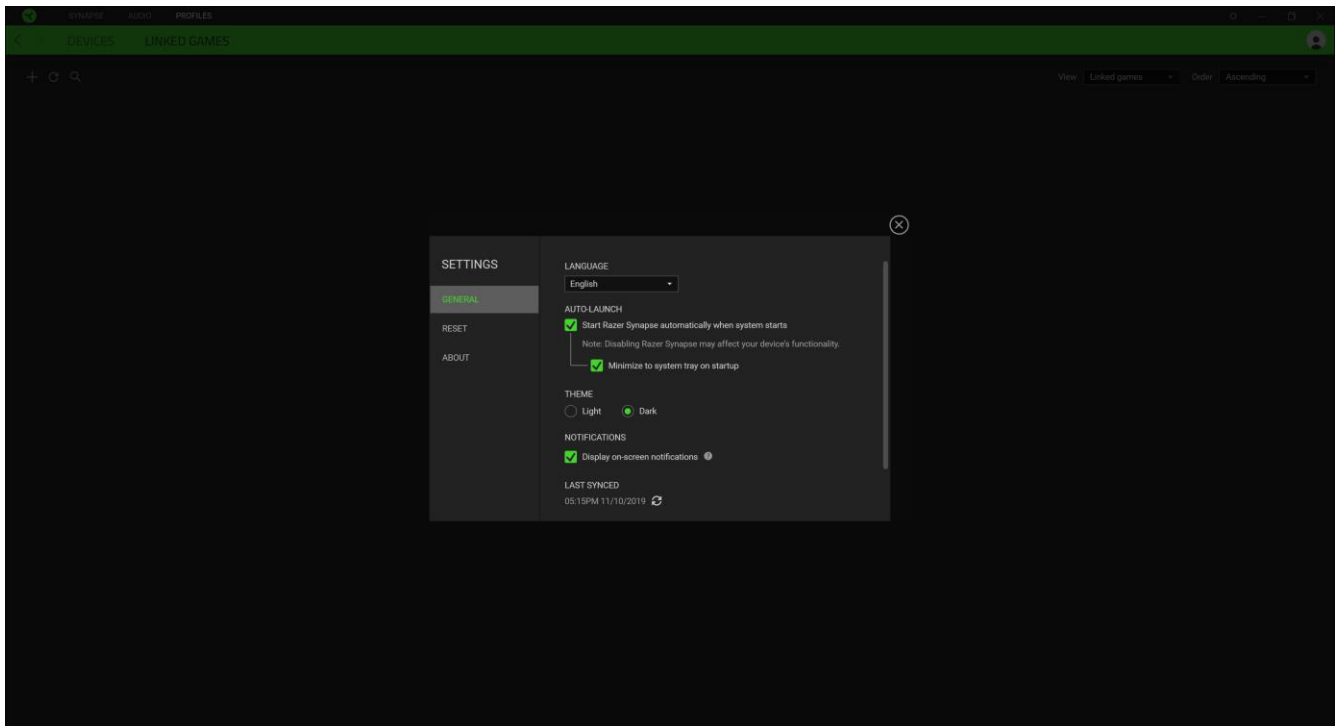 SYNAPSE AUDIO PROFILES
DEVICES LINKED GAMES
View Linked games Order Ascending
SETTINGS
GENERAL
RESET
ABOUT
LANGUAGE
English
AUTO-LAUNCH
Start Razer Synapse automatically when system starts
Note: Disabling Razer Synapse may affect your device's functionality.
Minimize to system tray on startup
THEME
Light Dark
NOTIFICATIONS
Display on-screen notifications
LAST SYNCED
05:15PM 11/10/2019